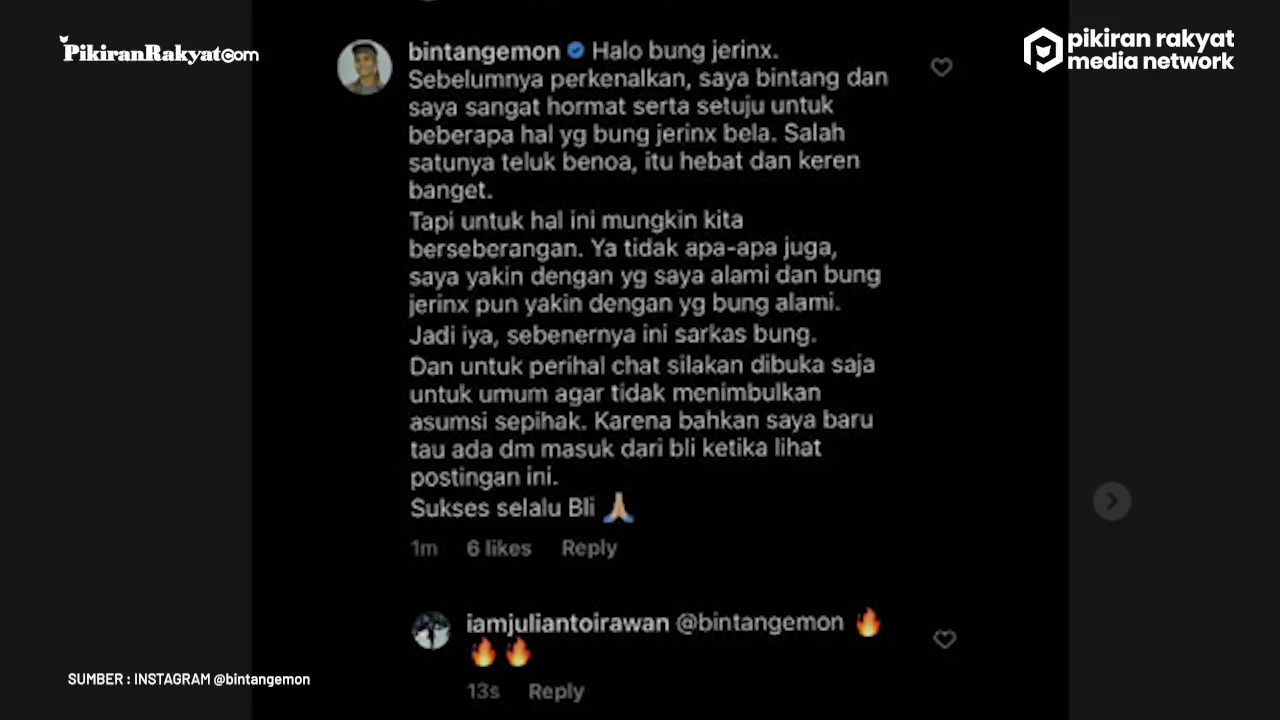 PikiranRakyat.com
pikiran rakyat
media network
bintangemon Halo bung jerinx.
Sebelumnya perkenalkan, saya bintang dan
saya sangat hormat serta setuju untuk
beberapa hal yg bung jerinx bela. Salah
satunya teluk benoa, itu hebat dan keren
banget.
Tapi untuk hal ini mungkin kita
berseberangan. Ya tidak apa-apa juga,
saya yakin dengan yg saya alami dan bung
jerinx pun yakin dengan yg bung alami.
Jadi iya, sebenernya ini sarkas bung.
Dan untuk perihal chat silakan dibuka saja
untuk umum agar tidak menimbulkan
asumsi sepihak. Karena bahkan saya baru
tau ada dm masuk dari bli ketika lihat
postingan ini.
Sukses selalu Bli 🙏🏼
1m 6 likes Reply
iamjuliantoirawan @bintangemon 🔥
🔥🔥
13s Reply
SUMBER : INSTAGRAM @bintangemon